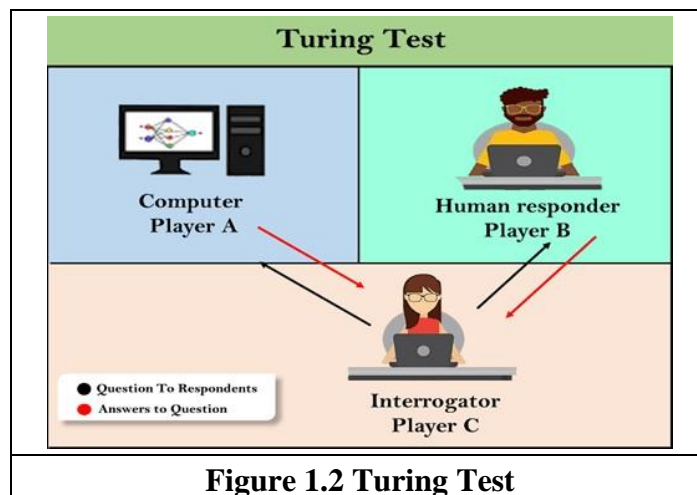 Turing Test
Computer
Player A
Human responder
Player B
Question To Respondents
Answers to Question
Interrogator
Player C
Figure 1.2 Turing Test